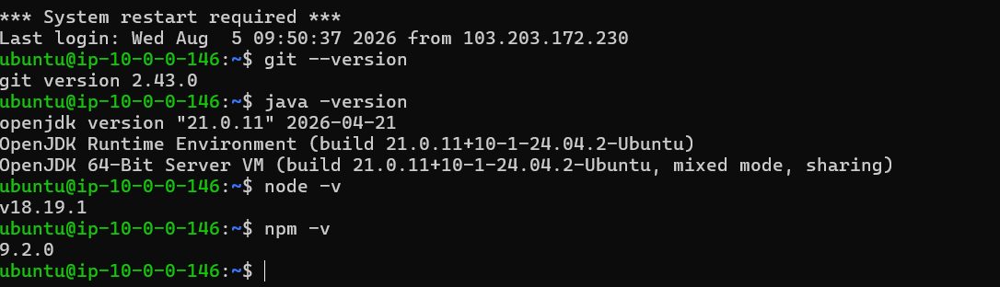 *** System restart required ***
Last login: Wed Aug  5 09:50:37 2026 from 103.203.172.230
ubuntu@ip-10-0-0-146:~$ git --version
git version 2.43.0
ubuntu@ip-10-0-0-146:~$ java -version
openjdk version "21.0.11" 2026-04-21
OpenJDK Runtime Environment (build 21.0.11+10-1-24.04.2-Ubuntu)
OpenJDK 64-Bit Server VM (build 21.0.11+10-1-24.04.2-Ubuntu, mixed mode, sharing)
ubuntu@ip-10-0-0-146:~$ node -v
v18.19.1
ubuntu@ip-10-0-0-146:~$ npm -v
9.2.0
ubuntu@ip-10-0-0-146:~$